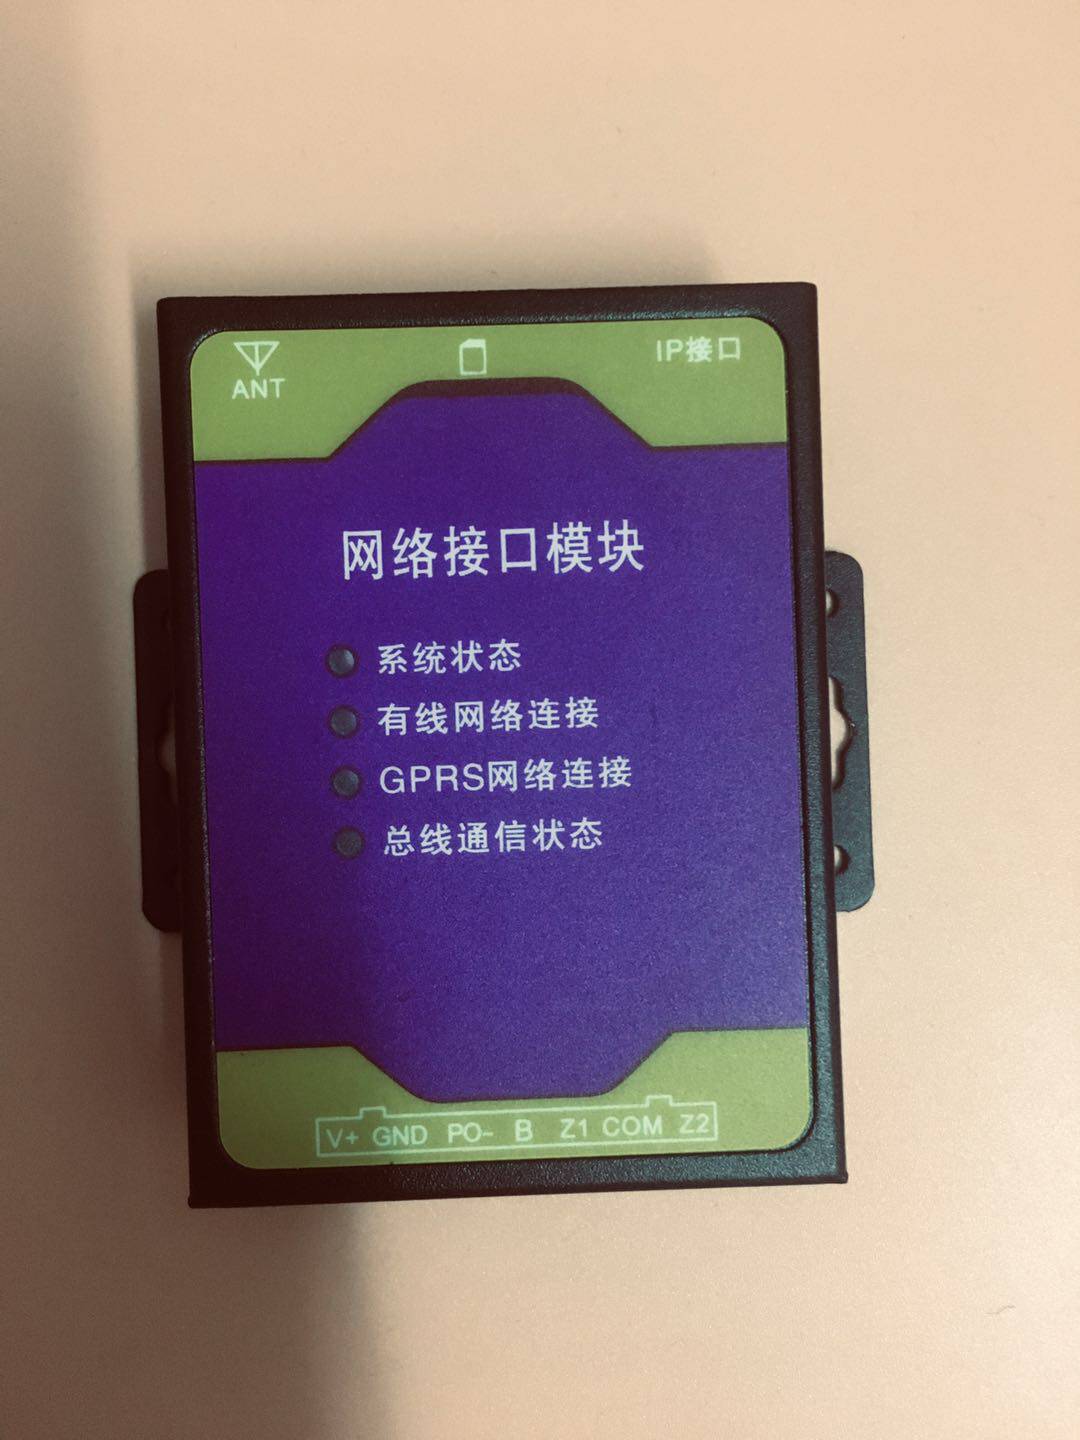 ANT
IP接口
网络接口模块
系统状态
有线网络连接
GPRS网络连接
总线通信状态
V+ GND PO- B Z1 COM Z2